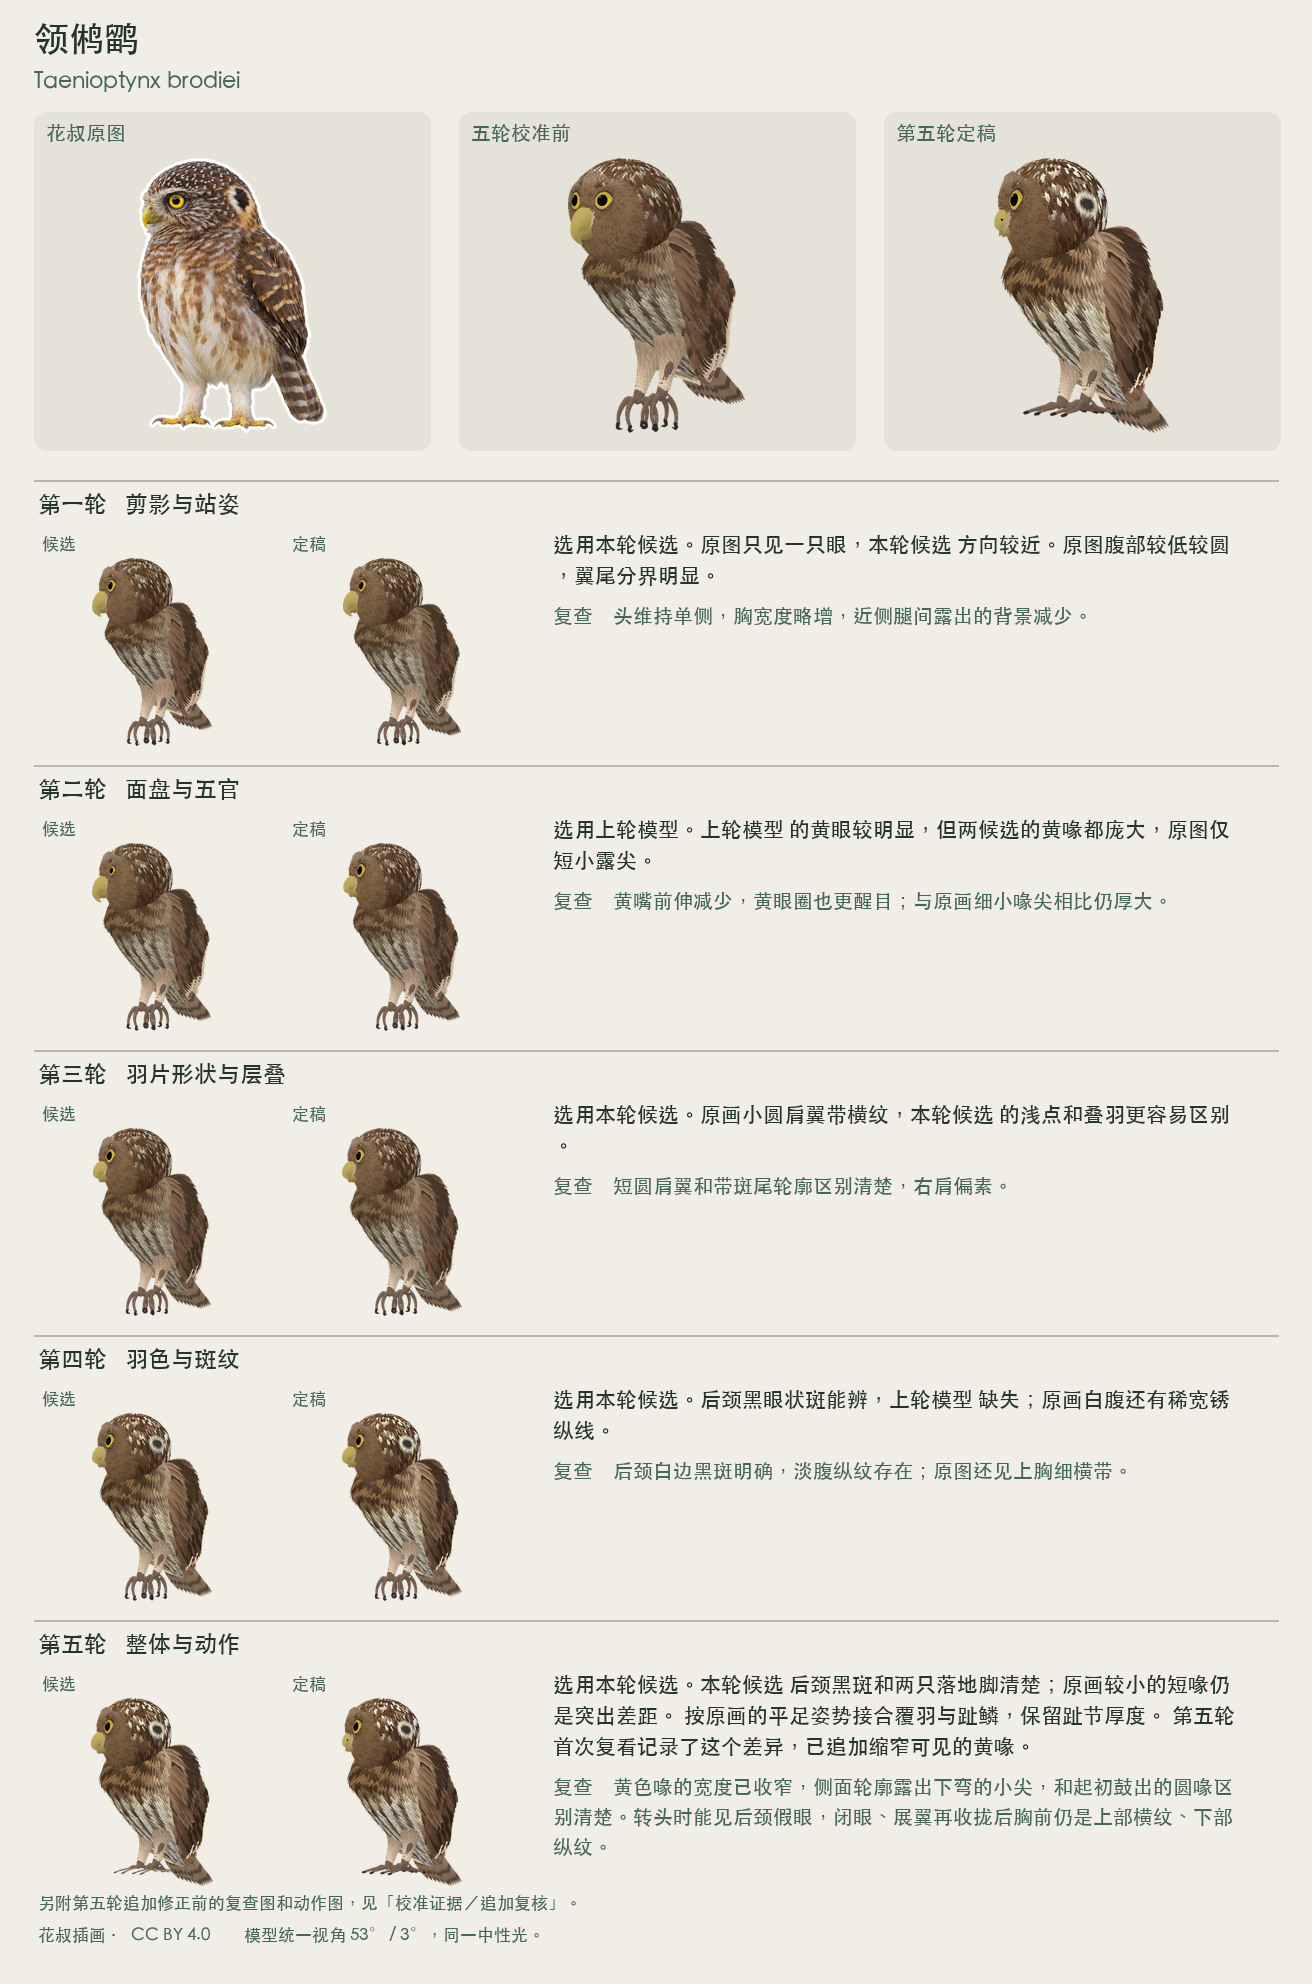 领鸺鹠
Taenioptynx brodiei
花叔原图
五轮校准前
第五轮定稿
第一轮 剪影与站姿
候选
定稿
选用本轮候选。原图只见一只眼，本轮候选 方向较近。原图腹部较低较圆
，翼尾分界明显。
复查 头维持单侧，胸宽度略增，近侧腿间露出的背景减少。
第二轮 面盘与五官
候选
定稿
选用上轮模型。上轮模型 的黄眼较明显，但两候选的黄喙都庞大，原图仅
短小露尖。
复查 黄嘴前伸减少，黄眼圈也更醒目；与原画细小喙尖相比仍厚大。
第三轮 羽片形状与层叠
候选
定稿
选用本轮候选。原画小圆肩翼带横纹，本轮候选 的浅点和叠羽更容易区别
。
复查 短圆肩翼和带斑尾轮廓区别清楚，右肩偏素。
第四轮 羽色与斑纹
候选
定稿
选用本轮候选。后颈黑眼状斑能辨，上轮模型 缺失；原画白腹还有稀宽锈
纵线。
复查 后颈白边黑斑明确，淡腹纵纹存在；原图还见上胸细横带。
第五轮 整体与动作
候选
定稿
选用本轮候选。本轮候选 后颈黑斑和两只落地脚清楚；原画较小的短喙仍
是突出差距。 按原画的平足姿势接合覆羽与趾鳞，保留趾节厚度。 第五轮
首次复看记录了这个差异，已追加缩窄可见的黄喙。
复查 黄色喙的宽度已收窄，侧面轮廓露出下弯的小尖，和起初鼓出的圆喙区
别清楚。转头时能见后颈假眼，闭眼、展翼再收拢后胸前仍是上部横纹、下部
纵纹。
另附第五轮追加修正前的复查图和动作图，见「校准证据／追加复核」。
花叔插画 · CC BY 4.0 模型统一视角 53° / 3° ，同一中性光。